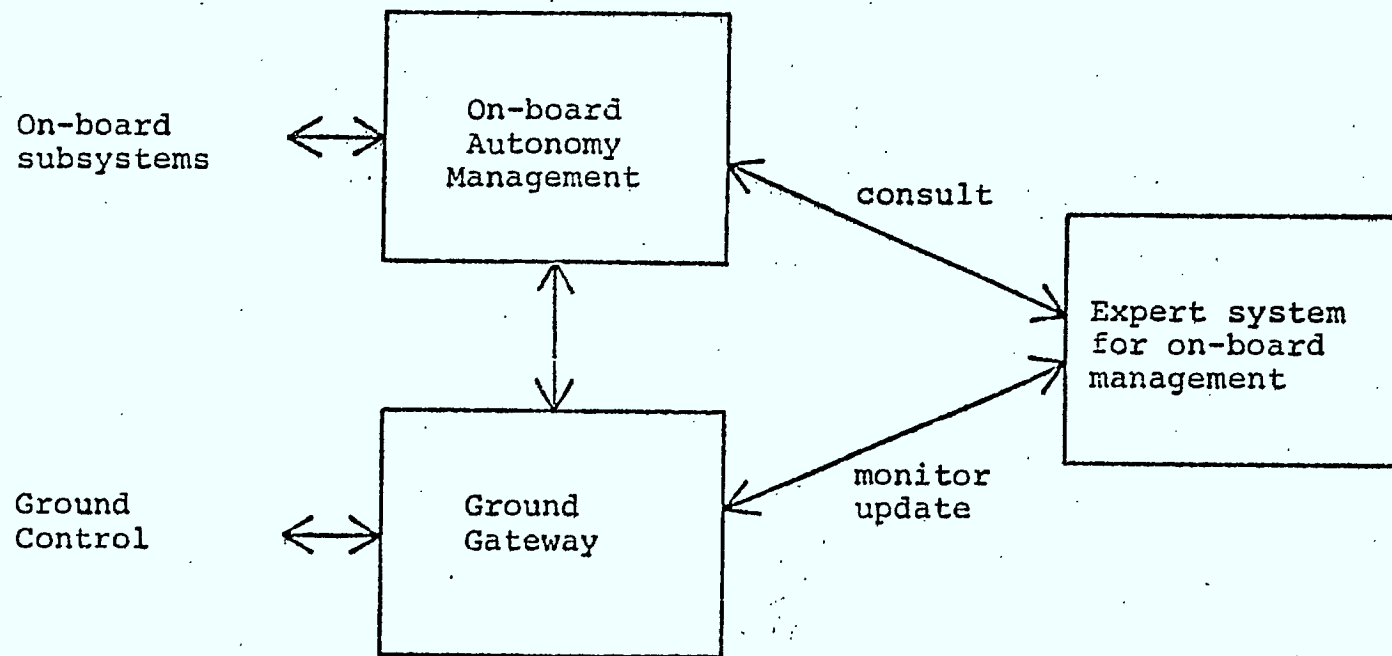 On-board
subsystems
On-board
Autonomy
Management
consult
Expert system
for on-board
management
monitor
update
Ground
Control
Ground
Gateway